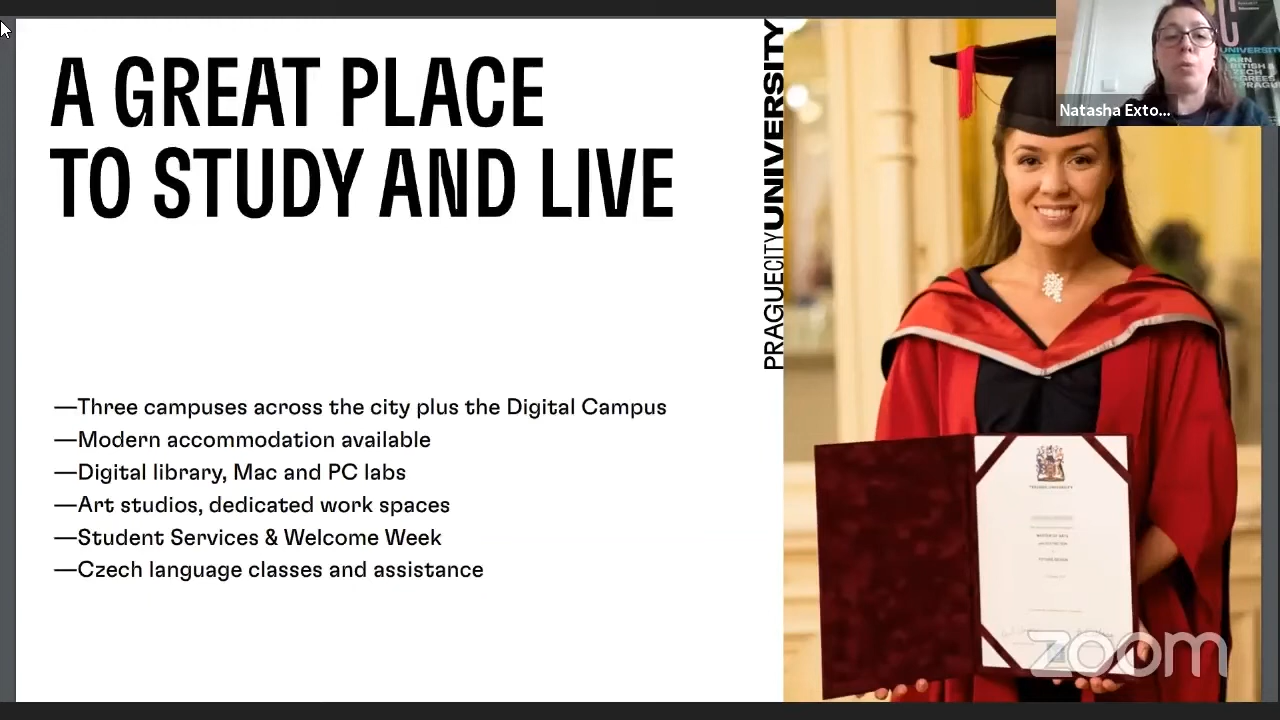 A GREAT PLACE
TO STUDY AND LIVE
—Three campuses across the city plus the Digital Campus
—Modern accommodation available
—Digital library, Mac and PC labs
—Art studios, dedicated work spaces
—Student Services & Welcome Week
—Czech language classes and assistance
PRAGUECITYUNIVERSITY
Natasha Exto...
UNIVERSITY
zoom